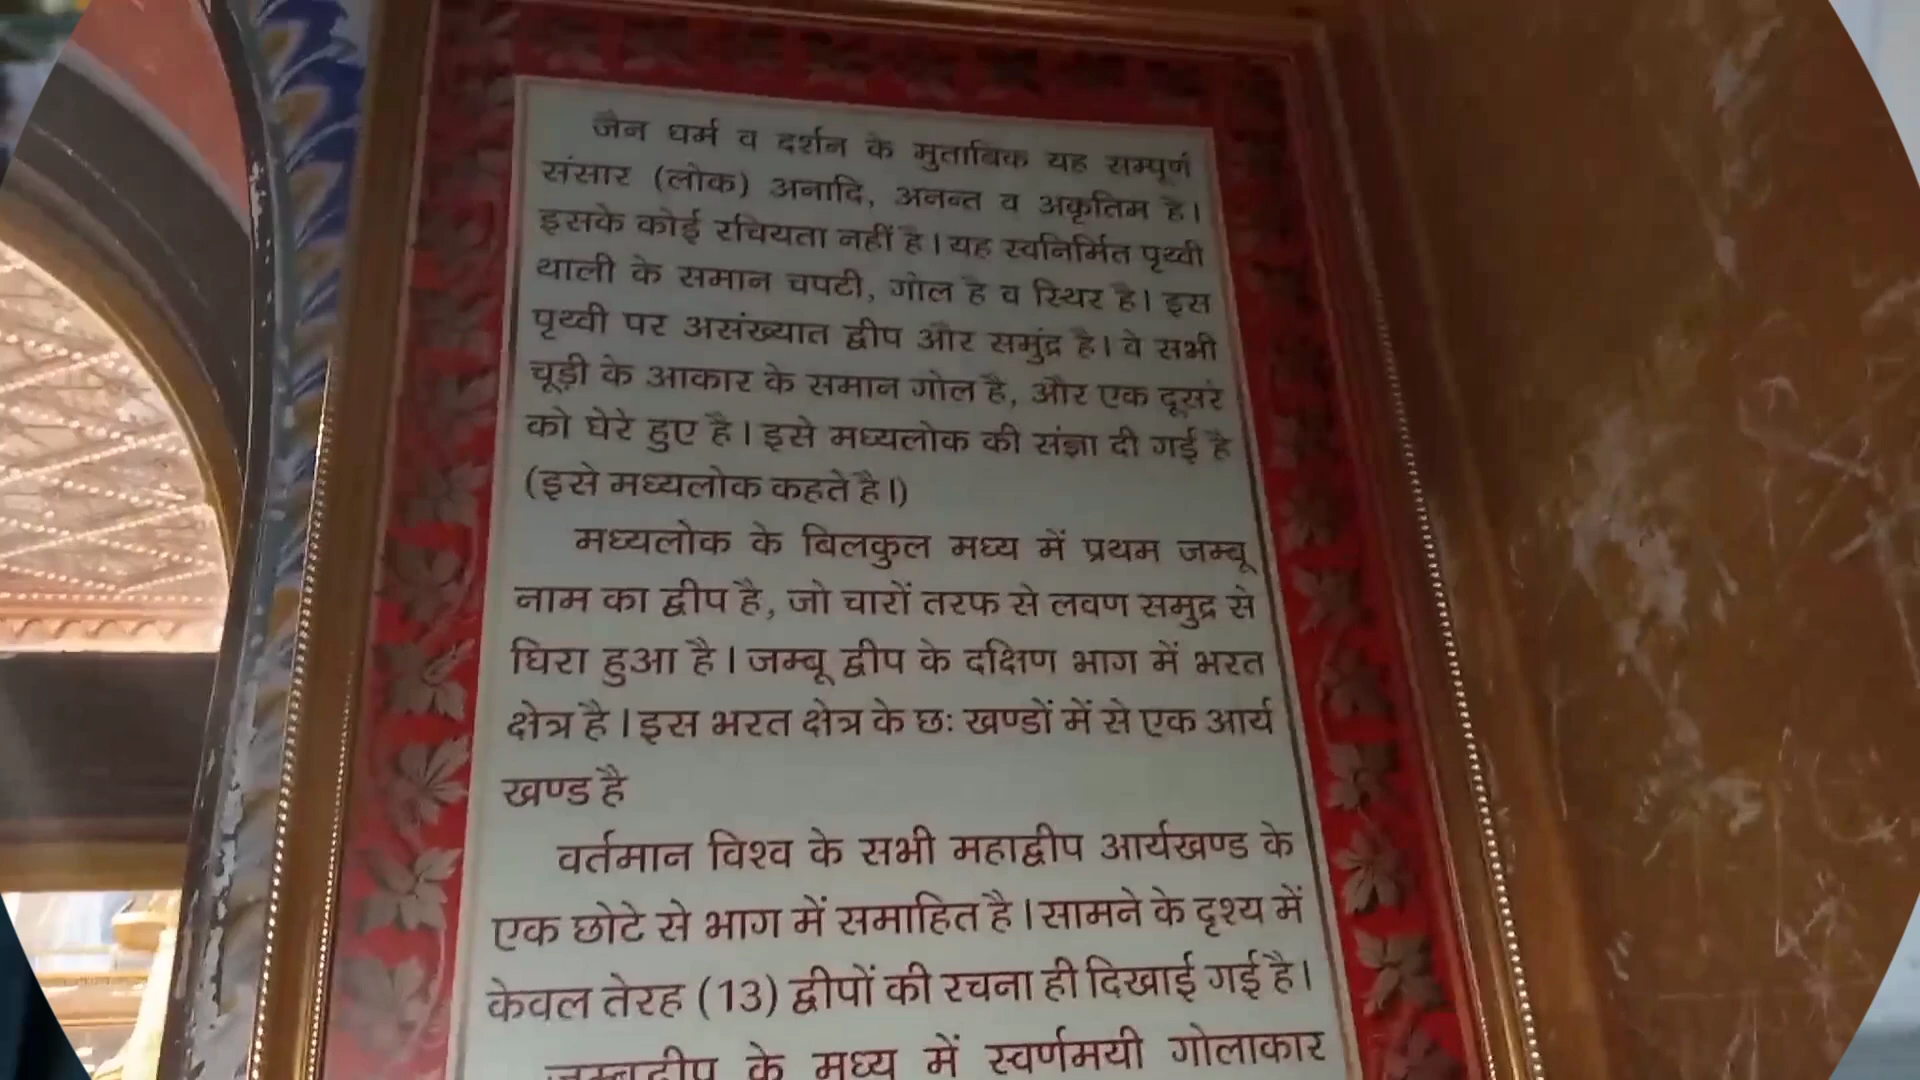 जैन धर्म व दर्शन के मुताबिक यह सम्पूर्ण
संसार (लोक) अनादि, अनन्त व अकृतिम है।
इसके कोई रचियता नहीं है। यह स्वनिर्मित पृथ्वी
थाली के समान चपटी, गोल है व स्थिर है। इस
पृथ्वी पर असंख्यात द्वीप और समुंद्र है। वे सभी
चूड़ी के आकार के समान गोल है, और एक दूसरे
को घेरे हुए है। इसे मध्यलोक की संज्ञा दी गई है
(इसे मध्यलोक कहते है।)
मध्यलोक के बिलकुल मध्य में प्रथम जम्बू
नाम का द्वीप है, जो चारों तरफ से लवण समुद्र से
घिरा हुआ है। जम्बू द्वीप के दक्षिण भाग में भरत
क्षेत्र है। इस भरत क्षेत्र के छः खण्डों में से एक आर्य
खण्ड है
वर्तमान विश्व के सभी महाद्वीप आर्यखण्ड के
एक छोटे से भाग में समाहित है। सामने के दृश्य में
केवल तेरह (13) द्वीपों की रचना ही दिखाई गई है।
जम्बूद्वीप के मध्य में स्वर्णमयी गोलाकार